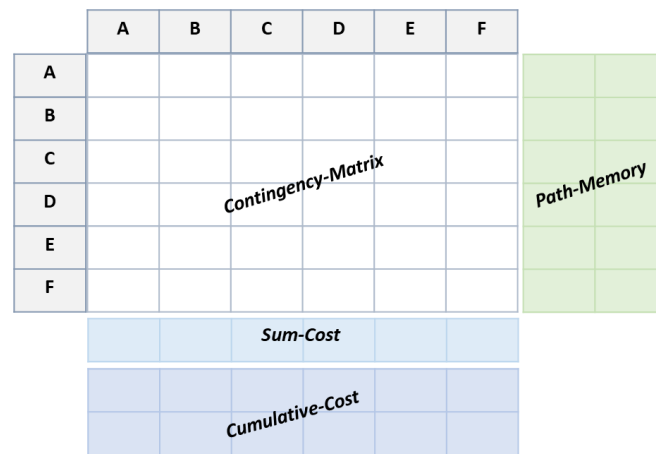 A B C D E F
A
B
C
D
E
F
Contingency-Matrix
Path-Memory
Sum-Cost
Cumulative-Cost